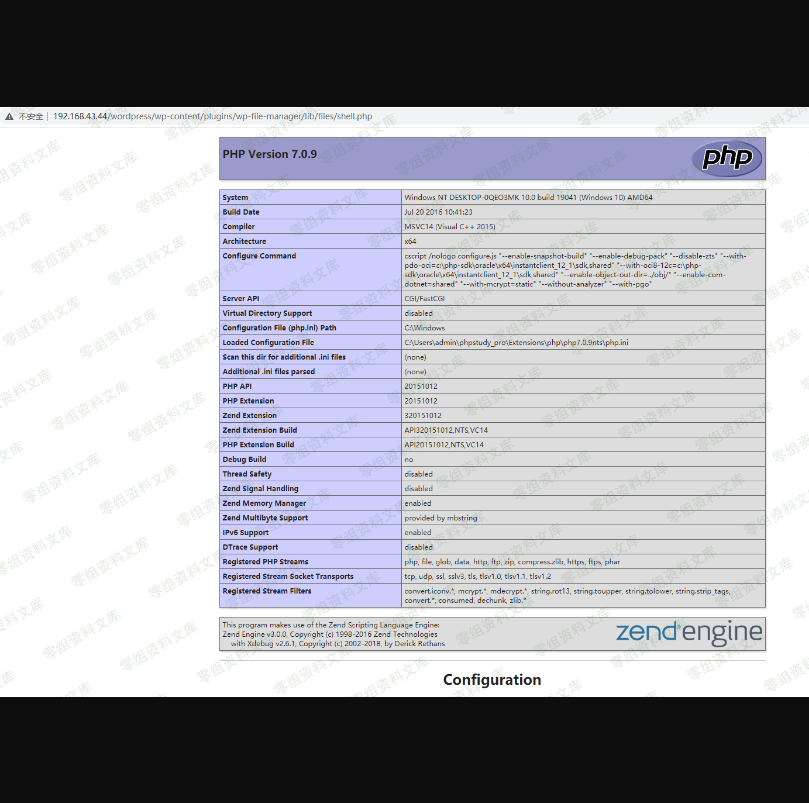 不安全 | 192.168.43.44/wordpress/wp-content/plugins/wp-file-manager/lib/files/shell.php
PHP Version 7.0.9
php
System Windows NT DESKTOP-0QEO3MK 10.0 build 19041 (Windows 10) AMD64
Build Date Jul 20 2016 10:41:23
Compiler MSVC14 (Visual C++ 2015)
Architecture x64
Configure Command cscript /nologo configure.js "--enable-snapshot-build" "--enable-debug-pack" "--disable-zts" "--with-
pdo-oci=c:\php-sdk\oracle\x64\instantclient_12_1\sdk,shared" "--with-oci8-12c=c:\php-
sdk\oracle\x64\instantclient_12_1\sdk,shared" "--enable-object-out-dir=../obj/" "--enable-com-
dotnet=shared" "--with-mcrypt=static" "--without-analyzer" "--with-pgo"
Server API CGI/FastCGI
Virtual Directory Support disabled
Configuration File (php.ini) Path C:\Windows
Loaded Configuration File C:\Users\admin\phpstudy_pro\Extensions\php\php7.0.9nts\php.ini
Scan this dir for additional .ini files (none)
Additional .ini files parsed (none)
PHP API 20151012
PHP Extension 20151012
Zend Extension 320151012
Zend Extension Build API320151012,NTS,VC14
PHP Extension Build API20151012,NTS,VC14
Debug Build no
Thread Safety disabled
Zend Signal Handling disabled
Zend Memory Manager enabled
Zend Multibyte Support provided by mbstring
IPv6 Support enabled
DTrace Support disabled
Registered PHP Streams php, file, glob, data, http, ftp, zip, compress.zlib, https, ftps, phar
Registered Stream Socket Transports tcp, udp, ssl, sslv3, tls, tlsv1.0, tlsv1.1, tlsv1.2
Registered Stream Filters convert.iconv.*, mcrypt.*, mdecrypt.*, string.rot13, string.toupper, string.tolower, string.strip_tags,
convert.*, consumed, dechunk, zlib.*
This program makes use of the Zend Scripting Language Engine:
Zend Engine v3.0.0, Copyright (c) 1998-2016 Zend Technologies
with Xdebug v2.6.1, Copyright (c) 2002-2018, by Derick Rethans
zend engine
Configuration
零组资料文库